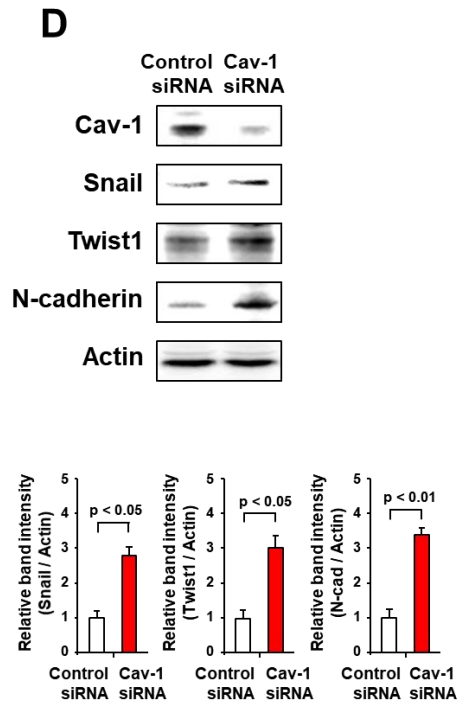 D
Control Cav-1
siRNA siRNA
Cav-1
Snail
Twist1
N-cadherin
Actin
Relative band intensity
(Snail / Actin)
5
4
3
2
1
0
p < 0.05
Control Cav-1
siRNA siRNA
Relative band intensity
(Twist1 / Actin)
5
4
3
2
1
0
p < 0.05
Control Cav-1
siRNA siRNA
Relative band intensity
(N-cad / Actin)
5
4
3
2
1
0
p < 0.01
Control Cav-1
siRNA siRNA